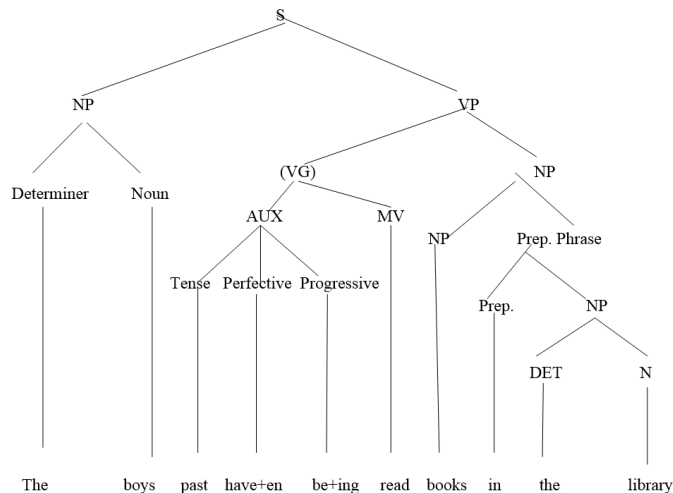 S
NP VP
(VG) NP
Determiner Noun
AUX MV
NP Prep. Phrase
Tense Perfective Progressive
Prep. NP
DET N
The boys past have+en be+ing read books in the library